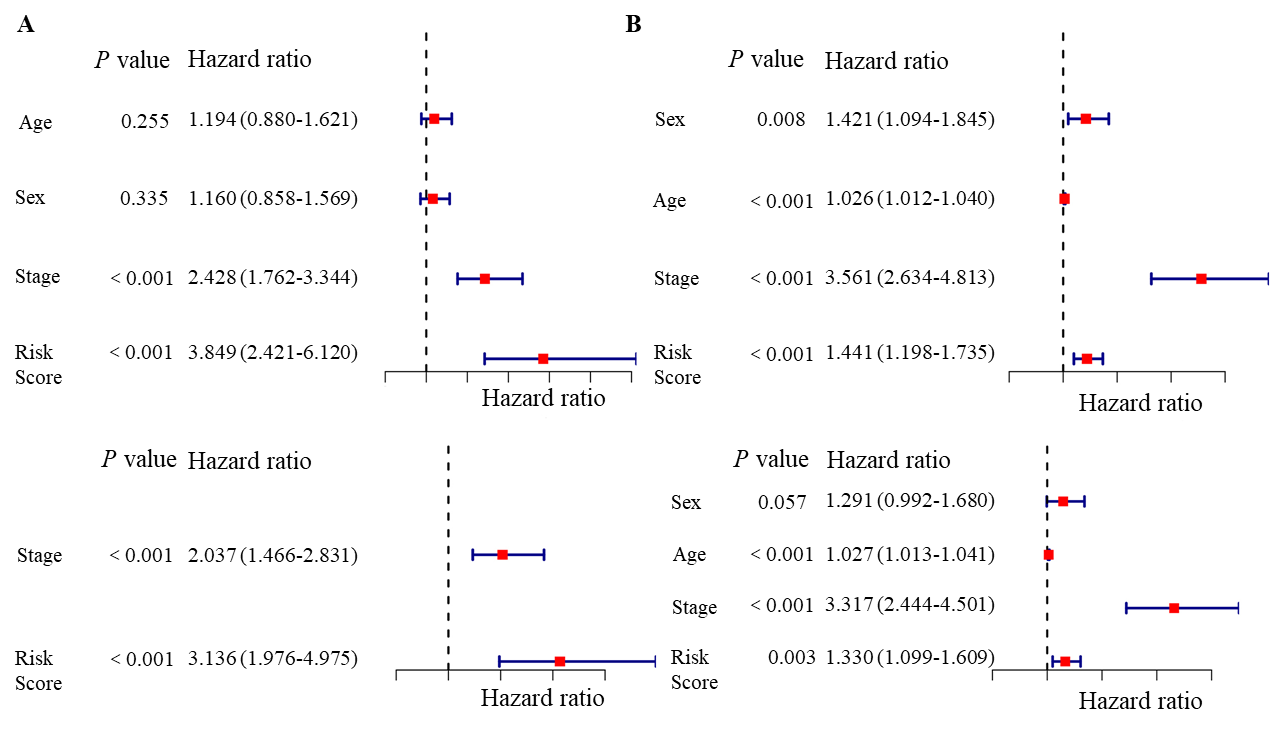 A
P value Hazard ratio
Age 0.255 1.194 (0.880-1.621)
Sex 0.335 1.160 (0.858-1.569)
Stage < 0.001 2.428 (1.762-3.344)
Risk < 0.001 3.849 (2.421-6.120)
Score
Hazard ratio
P value Hazard ratio
Stage < 0.001 2.037 (1.466-2.831)
Risk < 0.001 3.136 (1.976-4.975)
Score
Hazard ratio
B
P value Hazard ratio
Sex 0.008 1.421 (1.094-1.845)
Age < 0.001 1.026 (1.012-1.040)
Stage < 0.001 3.561 (2.634-4.813)
Risk < 0.001 1.441 (1.198-1.735)
Score
Hazard ratio
P value Hazard ratio
Sex 0.057 1.291 (0.992-1.680)
Age < 0.001 1.027 (1.013-1.041)
Stage < 0.001 3.317 (2.444-4.501)
Risk 0.003 1.330 (1.099-1.609)
Score
Hazard ratio